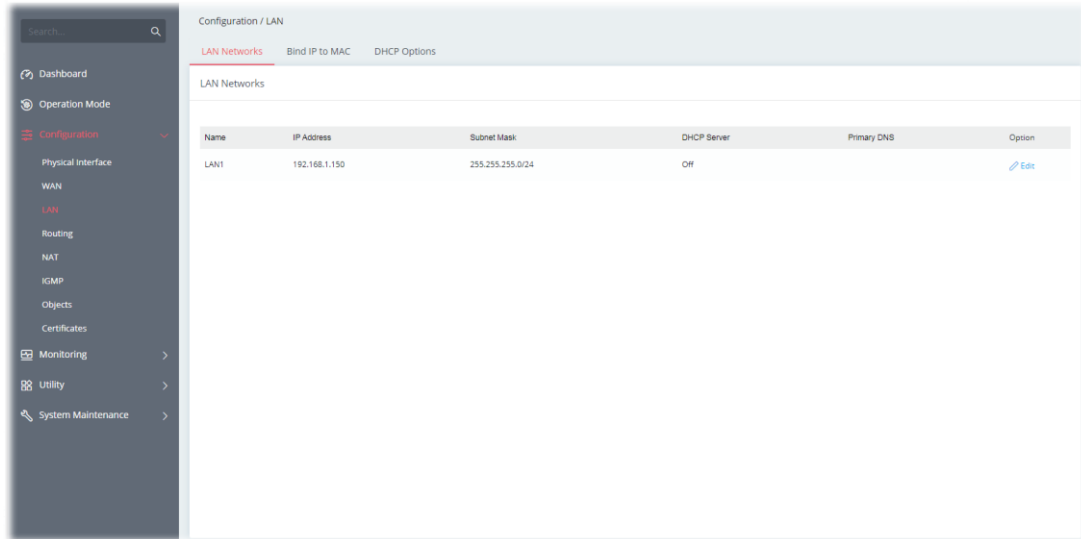 Search...
Dashboard
Operation Mode
Configuration
Physical Interface
WAN
LAN
Routing
NAT
IGMP
Objects
Certificates
Monitoring
Utility
System Maintenance
Configuration / LAN
LAN Networks Bind IP to MAC DHCP Options
LAN Networks
Name IP Address Subnet Mask DHCP Server Primary DNS Option
LAN1 192.168.1.150 255.255.255.0/24 Off Edit